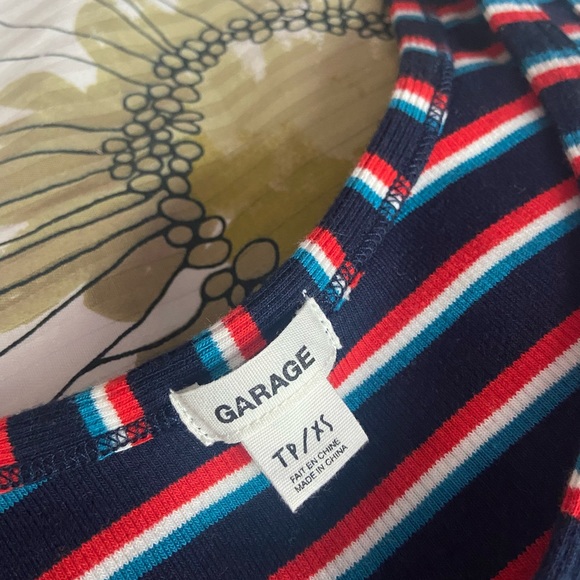 GARAGE
TP/XS
FAIT EN CHINE
MADE IN CHINA